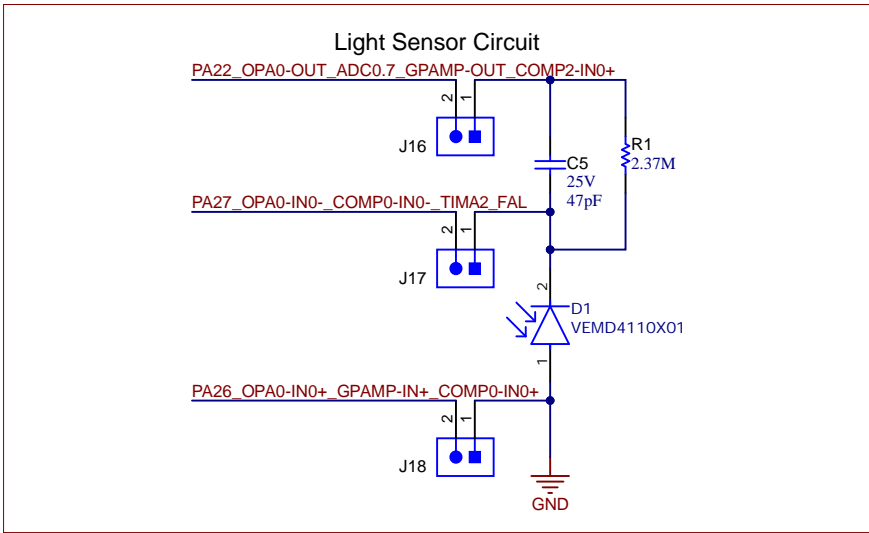 Light Sensor Circuit
PA22_OPA0-OUT_ADC0.7_GPAMP-OUT_COMP2-IN0+
2 1
J16
R1
2.37M
C5
25V
47pF
PA27_OPA0-IN0-_COMP0-IN0-_TIMA2_FAL
2 1
J17
2
D1
VEMD4110X01
1
PA26_OPA0-IN0+_GPAMP-IN+_COMP0-IN0+
2 1
J18
GND